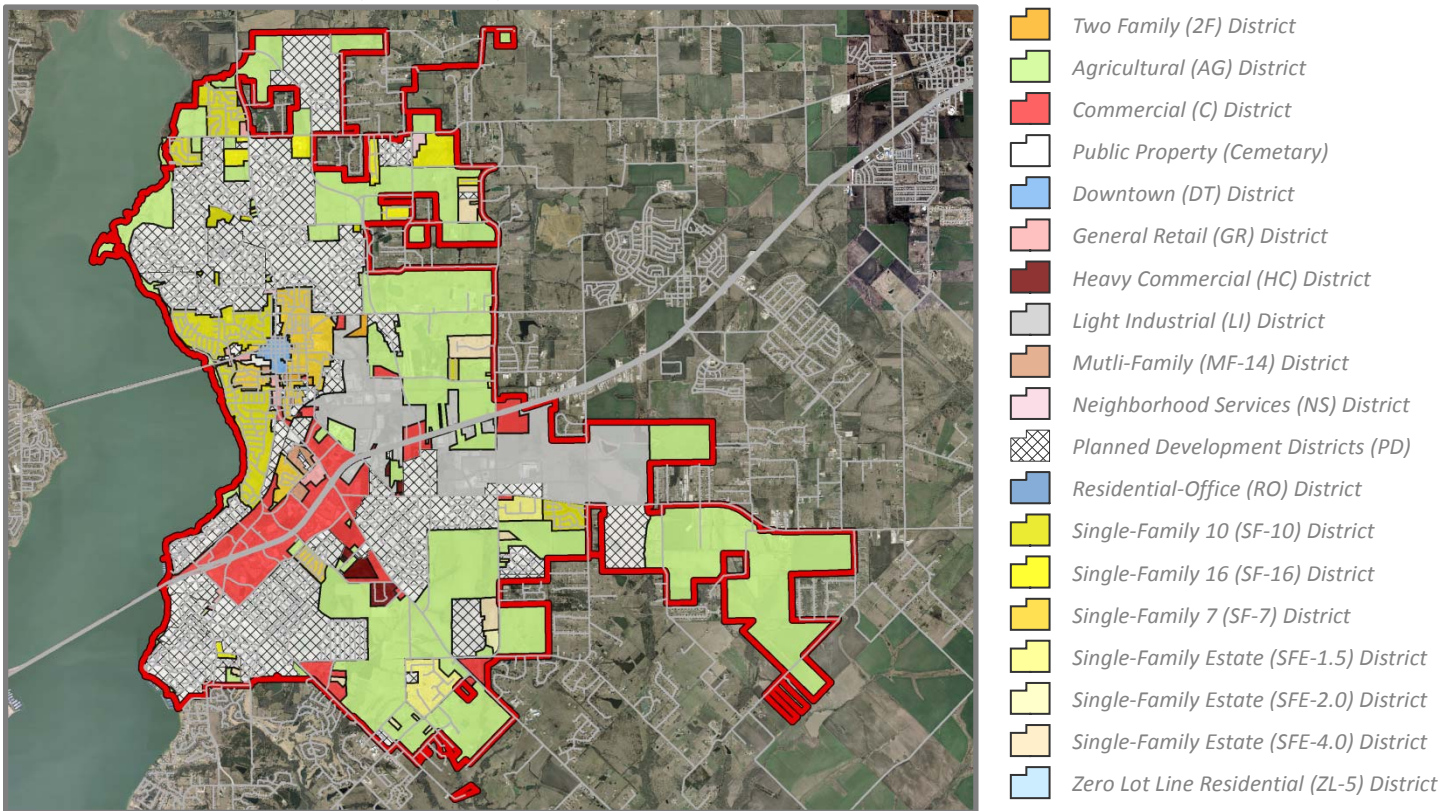 Two Family (2F) District
Agricultural (AG) District
Commercial (C) District
Public Property (Cemetary)
Downtown (DT) District
General Retail (GR) District
Heavy Commercial (HC) District
Light Industrial (LI) District
Mutli-Family (MF-14) District
Neighborhood Services (NS) District
Planned Development Districts (PD)
Residential-Office (RO) District
Single-Family 10 (SF-10) District
Single-Family 16 (SF-16) District
Single-Family 7 (SF-7) District
Single-Family Estate (SFE-1.5) District
Single-Family Estate (SFE-2.0) District
Single-Family Estate (SFE-4.0) District
Zero Lot Line Residential (ZL-5) District